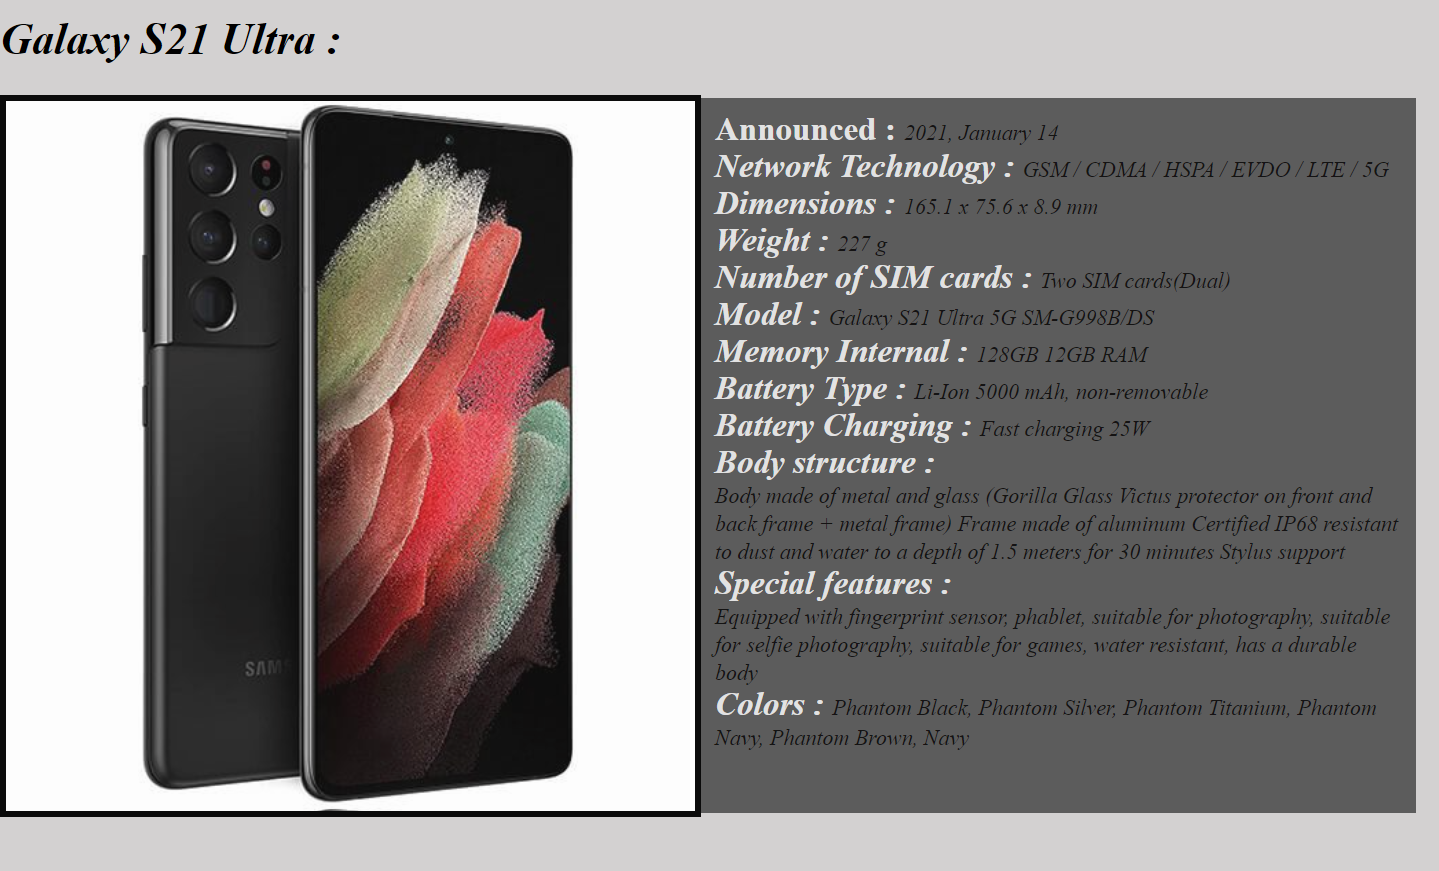 Galaxy S21 Ultra :
Announced : 2021, January 14
Network Technology : GSM / CDMA / HSPA / EVDO / LTE / 5G
Dimensions : 165.1 x 75.6 x 8.9 mm
Weight : 227 g
Number of SIM cards : Two SIM cards(Dual)
Model : Galaxy S21 Ultra 5G SM-G998B/DS
Memory Internal : 128GB 12GB RAM
Battery Type : Li-Ion 5000 mAh, non-removable
Battery Charging : Fast charging 25W
Body structure :
Body made of metal and glass (Gorilla Glass Victus protector on front and
back frame + metal frame) Frame made of aluminum Certified IP68 resistant
to dust and water to a depth of 1.5 meters for 30 minutes Stylus support
Special features :
Equipped with fingerprint sensor, phablet, suitable for photography, suitable
for selfie photography, suitable for games, water resistant, has a durable
body
Colors : Phantom Black, Phantom Silver, Phantom Titanium, Phantom
Navy, Phantom Brown, Navy
SAM